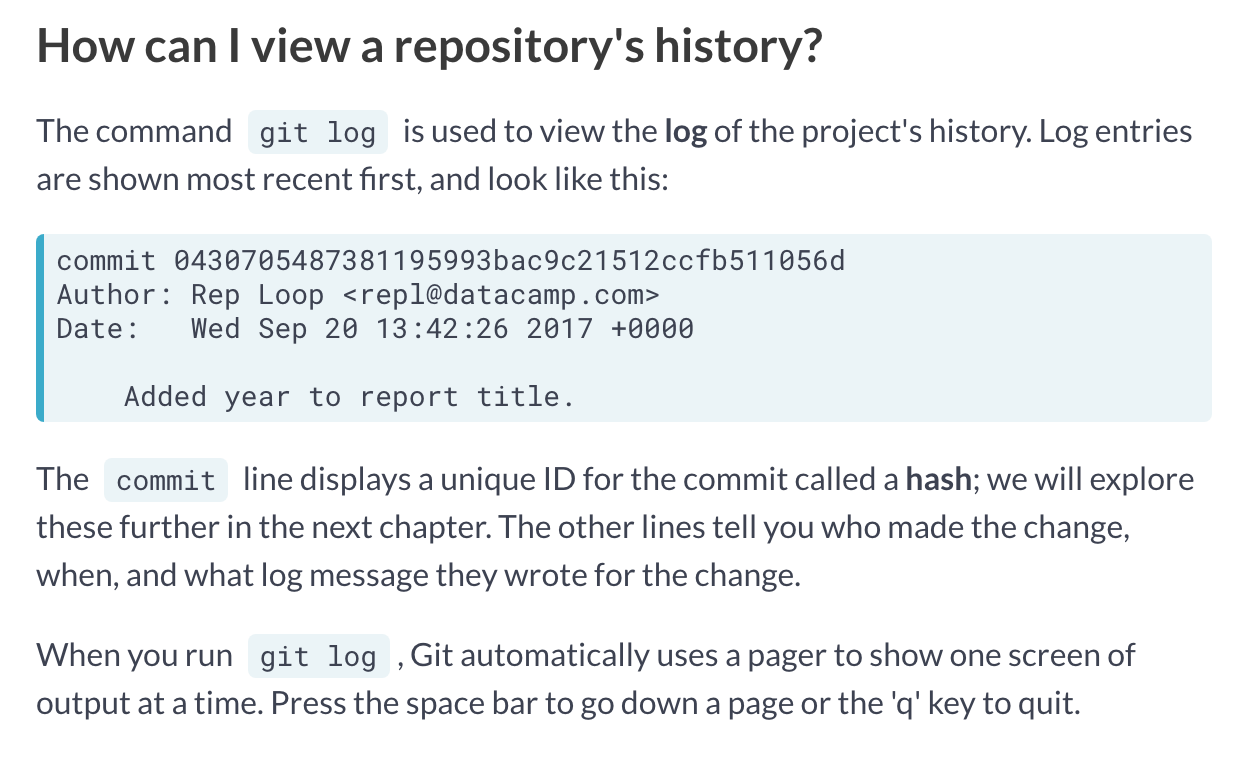 How can I view a repository's history?
The command git log is used to view the log of the project's history. Log entries
are shown most recent first, and look like this:
commit 0430705487381195993bac9c21512ccfb511056d
Author: Rep Loop <repl@datacamp.com>
Date:   Wed Sep 20 13:42:26 2017 +0000
    Added year to report title.
The commit line displays a unique ID for the commit called a hash; we will explore
these further in the next chapter. The other lines tell you who made the change,
when, and what log message they wrote for the change.
When you run git log , Git automatically uses a pager to show one screen of
output at a time. Press the space bar to go down a page or the 'q' key to quit.